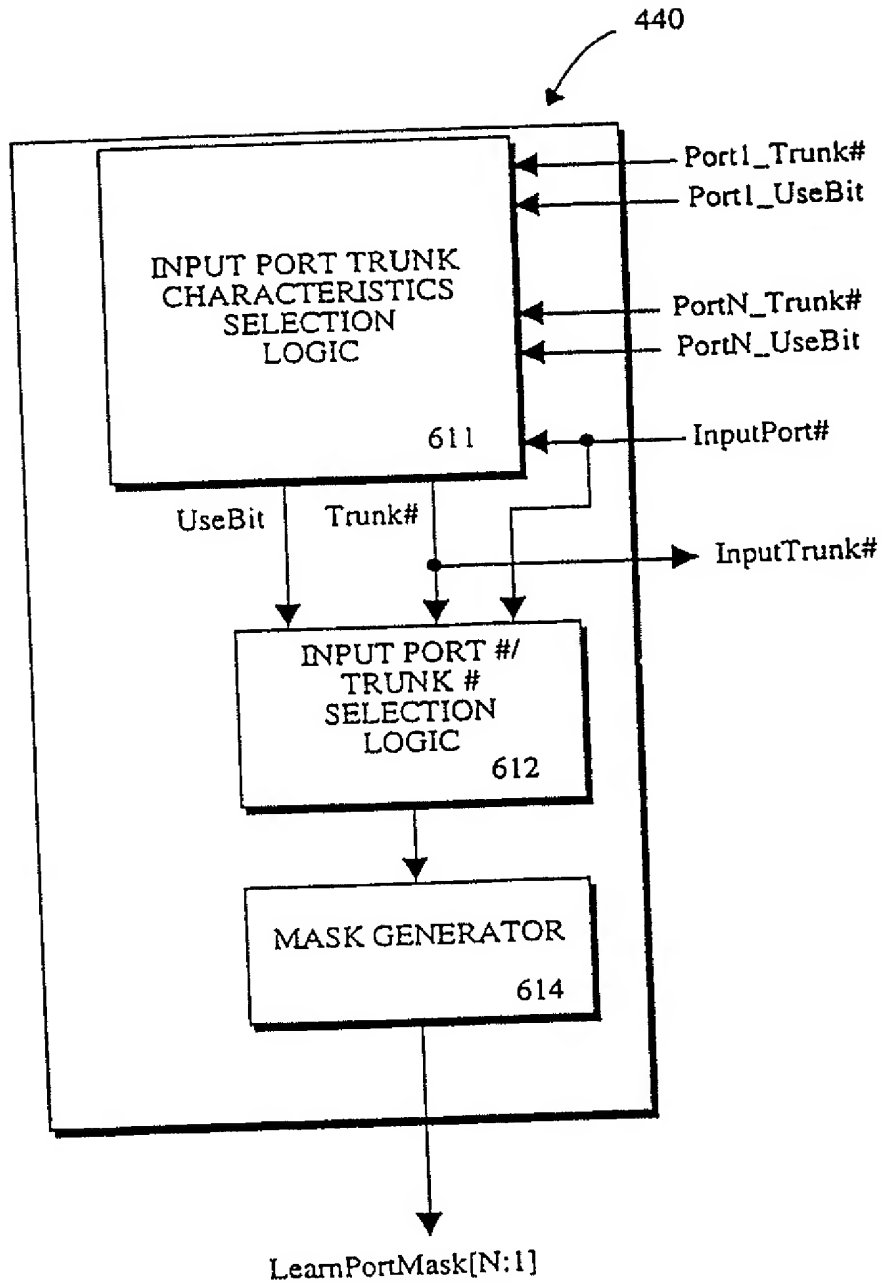 440
Port1_Trunk#
Port1_UseBit
INPUT PORT TRUNK
CHARACTERISTICS
SELECTION
LOGIC
611
PortN_Trunk#
PortN_UseBit
InputPort#
UseBit
Trunk#
InputTrunk#
INPUT PORT #/
TRUNK #
SELECTION
LOGIC
612
MASK GENERATOR
614
LearnPortMask[N:1]